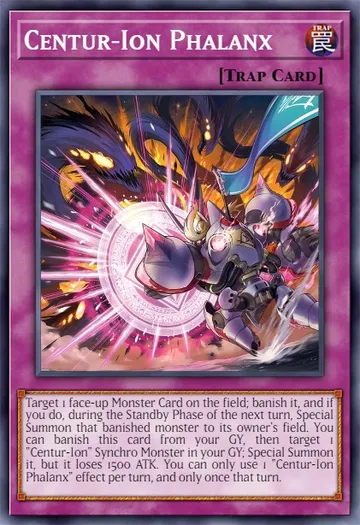 Centur-Ion Phalanx
TRAP
罠
[Trap Card]
Target 1 face-up Monster Card on the field; banish it, and if
you do, during the Standby Phase of the next turn, Special
Summon that banished monster to its owner's field. You
can banish this card from your GY, then target 1
"Centur-Ion" Synchro Monster in your GY; Special Summon
it, but it loses 1500 ATK. You can only use 1 "Centur-Ion
Phalanx" effect per turn, and only once that turn.